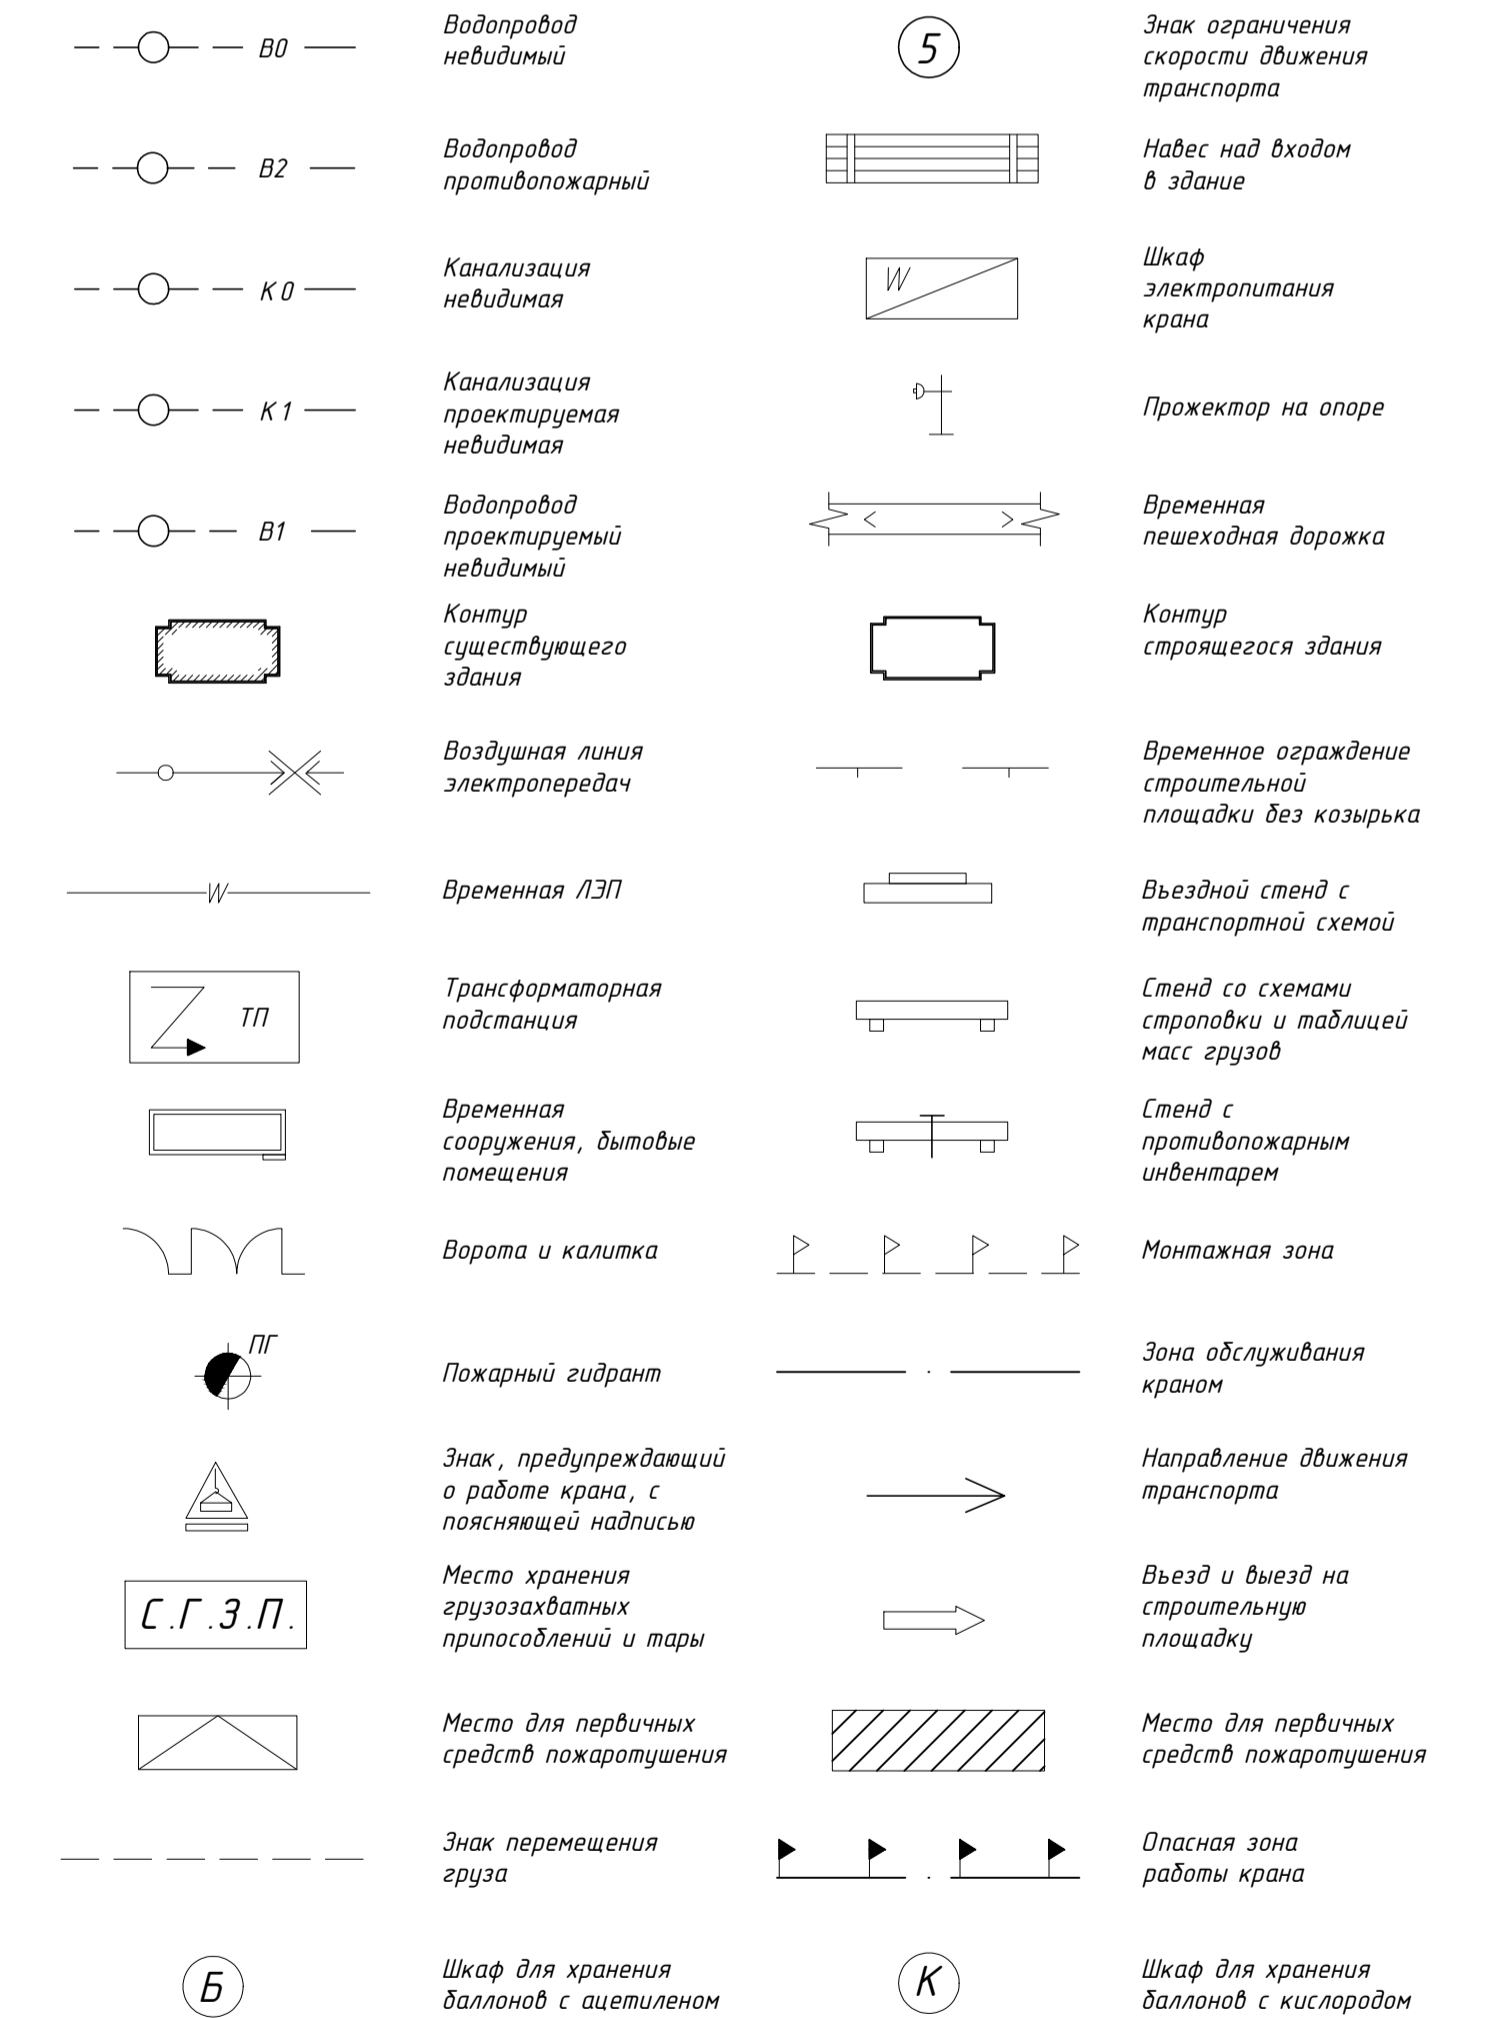 В0
Водопровод
невидимый
5
Знак ограничения
скорости движения
транспорта
В2
Водопровод
противопожарный
Навес над входом
в здание
К0
Канализация
невидимая
W
Шкаф
электропитания
крана
К1
Канализация
проектируемая
невидимая
Прожектор на опоре
В1
Водопровод
проектируемый
невидимый
Временная
пешеходная дорожка
Контур
существующего
здания
Контур
строящегося здания
Воздушная линия
электропередач
Временное ограждение
строительной
площадки без козырька
W
Временная ЛЭП
Въездной стенд с
транспортной схемой
ТП
Трансформаторная
подстанция
Стенд со схемами
строповки и таблицей
масс грузов
Временная
сооружения, бытовые
помещения
Стенд с
противопожарным
инвентарем
Ворота и калитка
Монтажная зона
ПГ
Пожарный гидрант
Зона обслуживания
краном
Знак, предупреждающий
о работе крана, с
поясняющей надписью
Направление движения
транспорта
С.Г.З.П.
Место хранения
грузозахватных
припособлений и тары
Въезд и выезд на
строительную
площадку
Место для первичных
средств пожаротушения
Место для первичных
средств пожаротушения
Знак перемещения
груза
Опасная зона
работы крана
Б
Шкаф для хранения
баллонов с ацетиленом
К
Шкаф для хранения
баллонов с кислородом